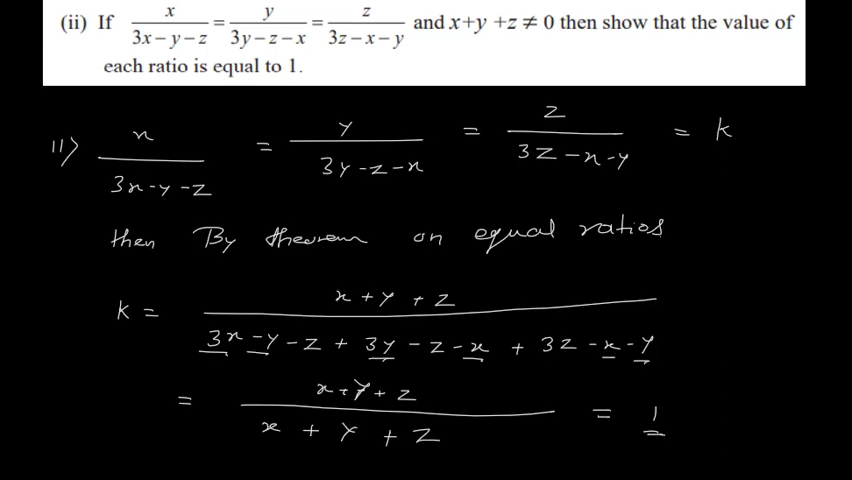 (ii) If x/(3x−y−z) = y/(3y−z−x) = z/(3z−x−y) and x+y+z ≠ 0 then show that the value of
each ratio is equal to 1.
11) x/(3x-y-z) = y/(3y-z-x) = z/(3z-x-y) = k
then By theorem on equal ratios
k = (x+y+z)/(3x-y-z+3y-z-x+3z-x-y)
= (x+y+z)/(x+y+z) = 1